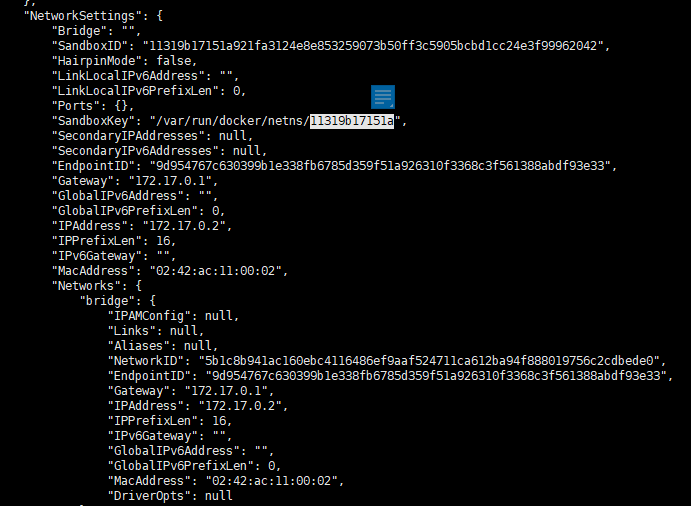 },
"NetworkSettings": {
"Bridge": "",
"SandboxID": "11319b17151a921fa3124e8e853259073b50ff3c5905bcbd1cc24e3f99962042",
"HairpinMode": false,
"LinkLocalIPv6Address": "",
"LinkLocalIPv6PrefixLen": 0,
"Ports": {},
"SandboxKey": "/var/run/docker/netns/11319b17151a",
"SecondaryIPAddresses": null,
"SecondaryIPv6Addresses": null,
"EndpointID": "9d954767c630399b1e338fb6785d359f51a926310f3368c3f561388abdf93e33",
"Gateway": "172.17.0.1",
"GlobalIPv6Address": "",
"GlobalIPv6PrefixLen": 0,
"IPAddress": "172.17.0.2",
"IPPrefixLen": 16,
"IPv6Gateway": "",
"MacAddress": "02:42:ac:11:00:02",
"Networks": {
"bridge": {
"IPAMConfig": null,
"Links": null,
"Aliases": null,
"NetworkID": "5b1c8b941ac160ebc4116486ef9aaf524711ca612ba94f888019756c2cdbede0",
"EndpointID": "9d954767c630399b1e338fb6785d359f51a926310f3368c3f561388abdf93e33",
"Gateway": "172.17.0.1",
"IPAddress": "172.17.0.2",
"IPPrefixLen": 16,
"IPv6Gateway": "",
"GlobalIPv6Address": "",
"GlobalIPv6PrefixLen": 0,
"MacAddress": "02:42:ac:11:00:02",
"DriverOpts": null